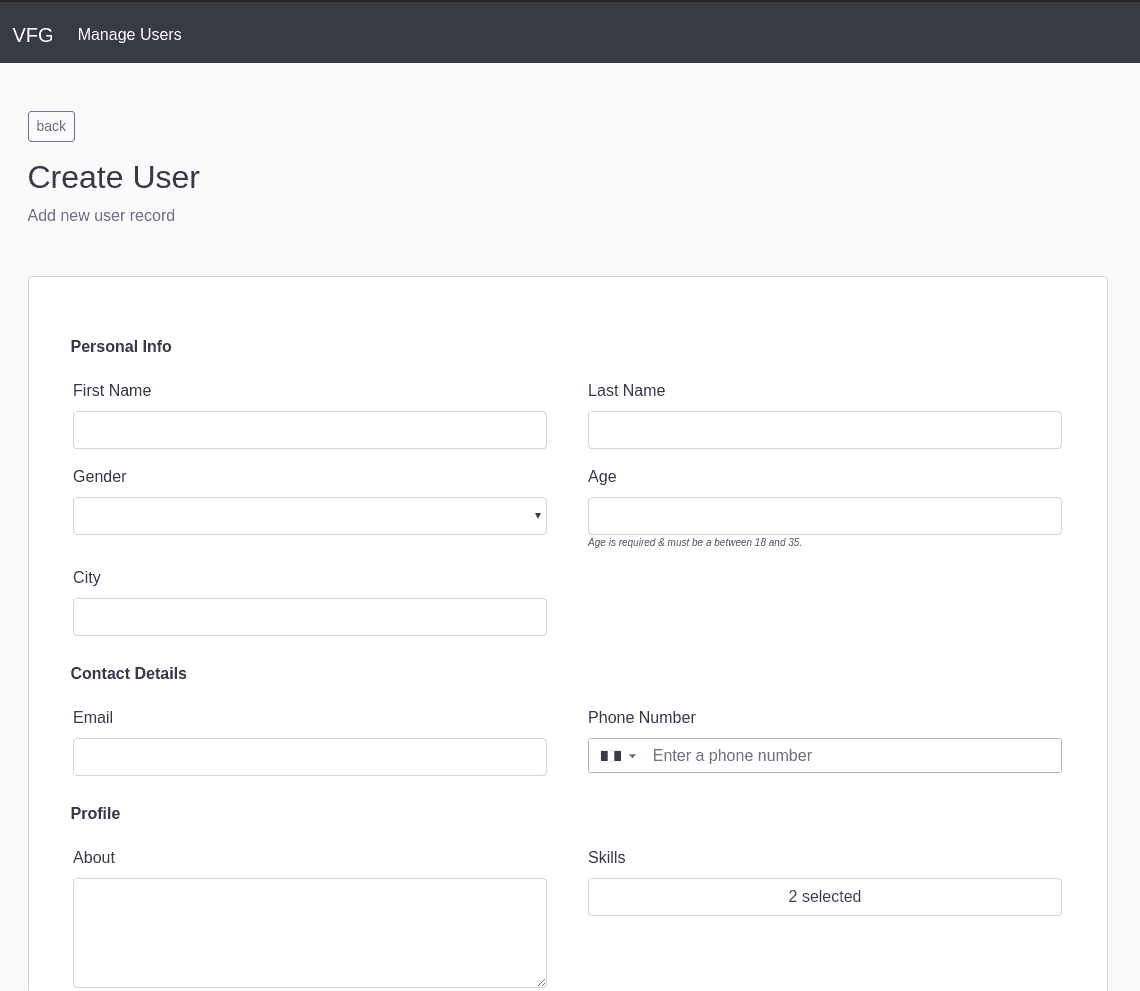 VFG Manage Users
back
Create User
Add new user record
Personal Info
First Name Last Name
Gender Age
Age is required & must be a between 18 and 35.
City
Contact Details
Email Phone Number
Enter a phone number
Profile
About Skills
2 selected